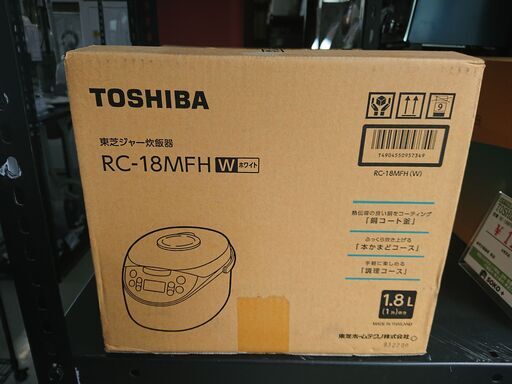 TOSHIBA
東芝ジャー炊飯器
RC-18MFH W ホワイト
9
T4904550957349
RC-18MFH (W)
熱伝導の良い銅をコーティング
「銅コート釜」
ふっくら炊き上げる
「本かまどコース」
手軽に楽しめる
「調理コース」
1.8L
(1升)
MADE IN THAILAND
東芝ホームテクノ株式会社